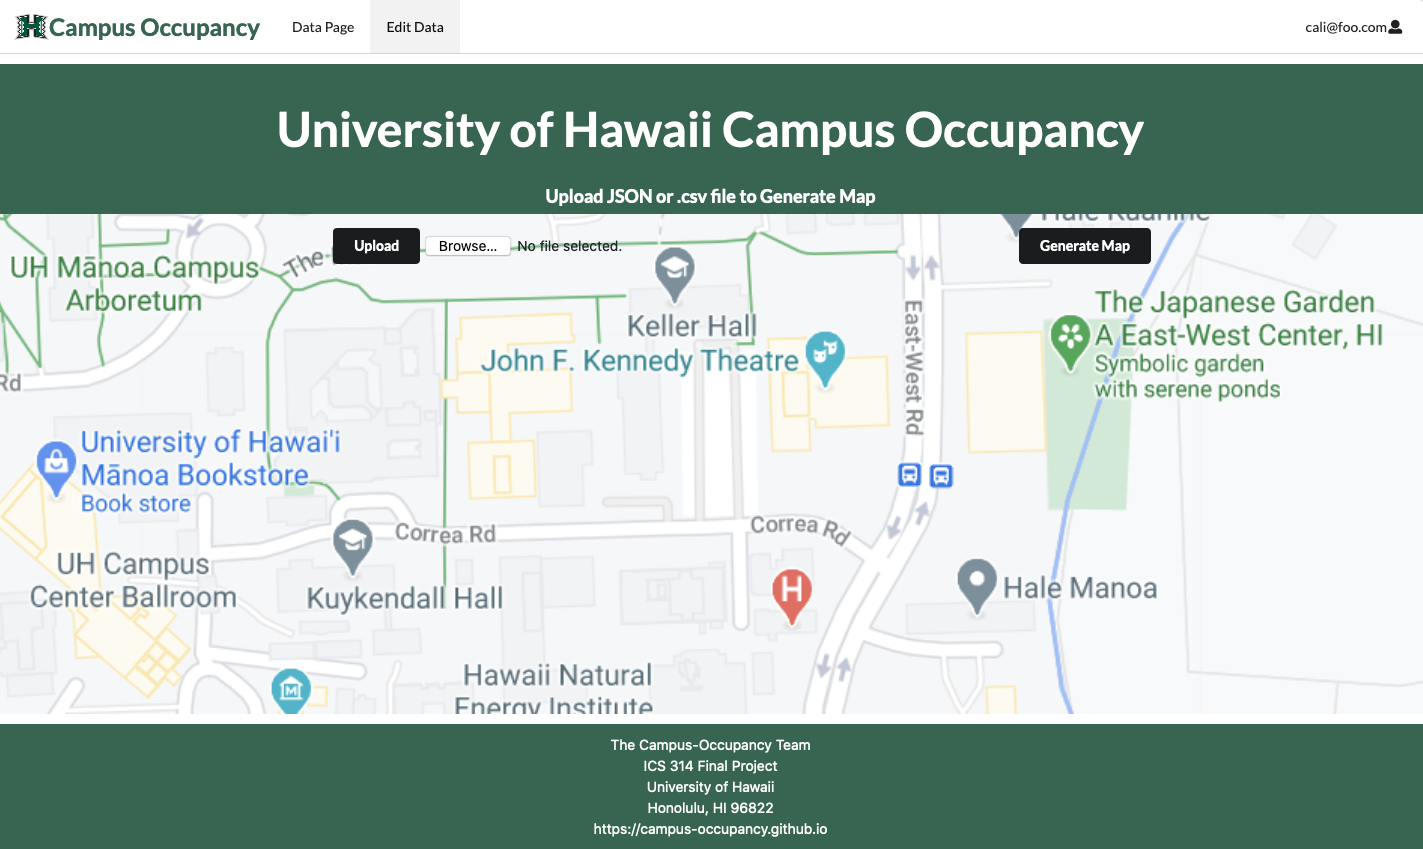 H Campus Occupancy
Data Page
Edit Data
cali@foo.com
University of Hawaii Campus Occupancy
Upload JSON or .csv file to Generate Map
Upload
Browse...
No file selected.
Generate Map
The
UH Mānoa Campus
Arboretum
Keller Hall
John F. Kennedy Theatre
East-West Rd
The Japanese Garden
A East-West Center, HI
Symbolic garden
with serene ponds
Rd
University of Hawai'i
Mānoa Bookstore
Book store
Correa Rd
Correa Rd
UH Campus
Center Ballroom
Kuykendall Hall
H
Hale Manoa
Hawaii Natural
Energy Institute
M
The Campus-Occupancy Team
ICS 314 Final Project
University of Hawaii
Honolulu, HI 96822
https://campus-occupancy.github.io